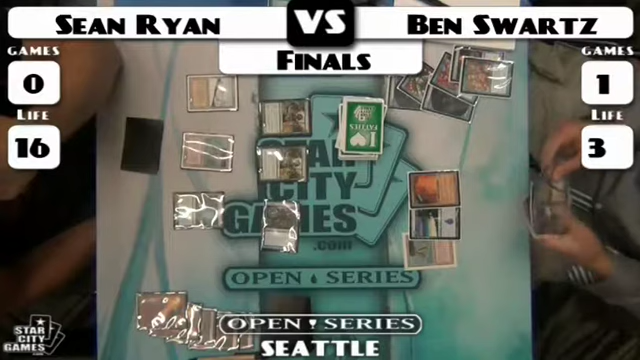 SEAN RYAN
VS
BEN SWARTZ
FINALS
GAMES
0
LIFE
16
GAMES
1
LIFE
3
I
FATTIES
STAR
CITY
GAMES
.com
OPEN SERIES
STAR
CITY
GAMES
OPEN SERIES
SEATTLE